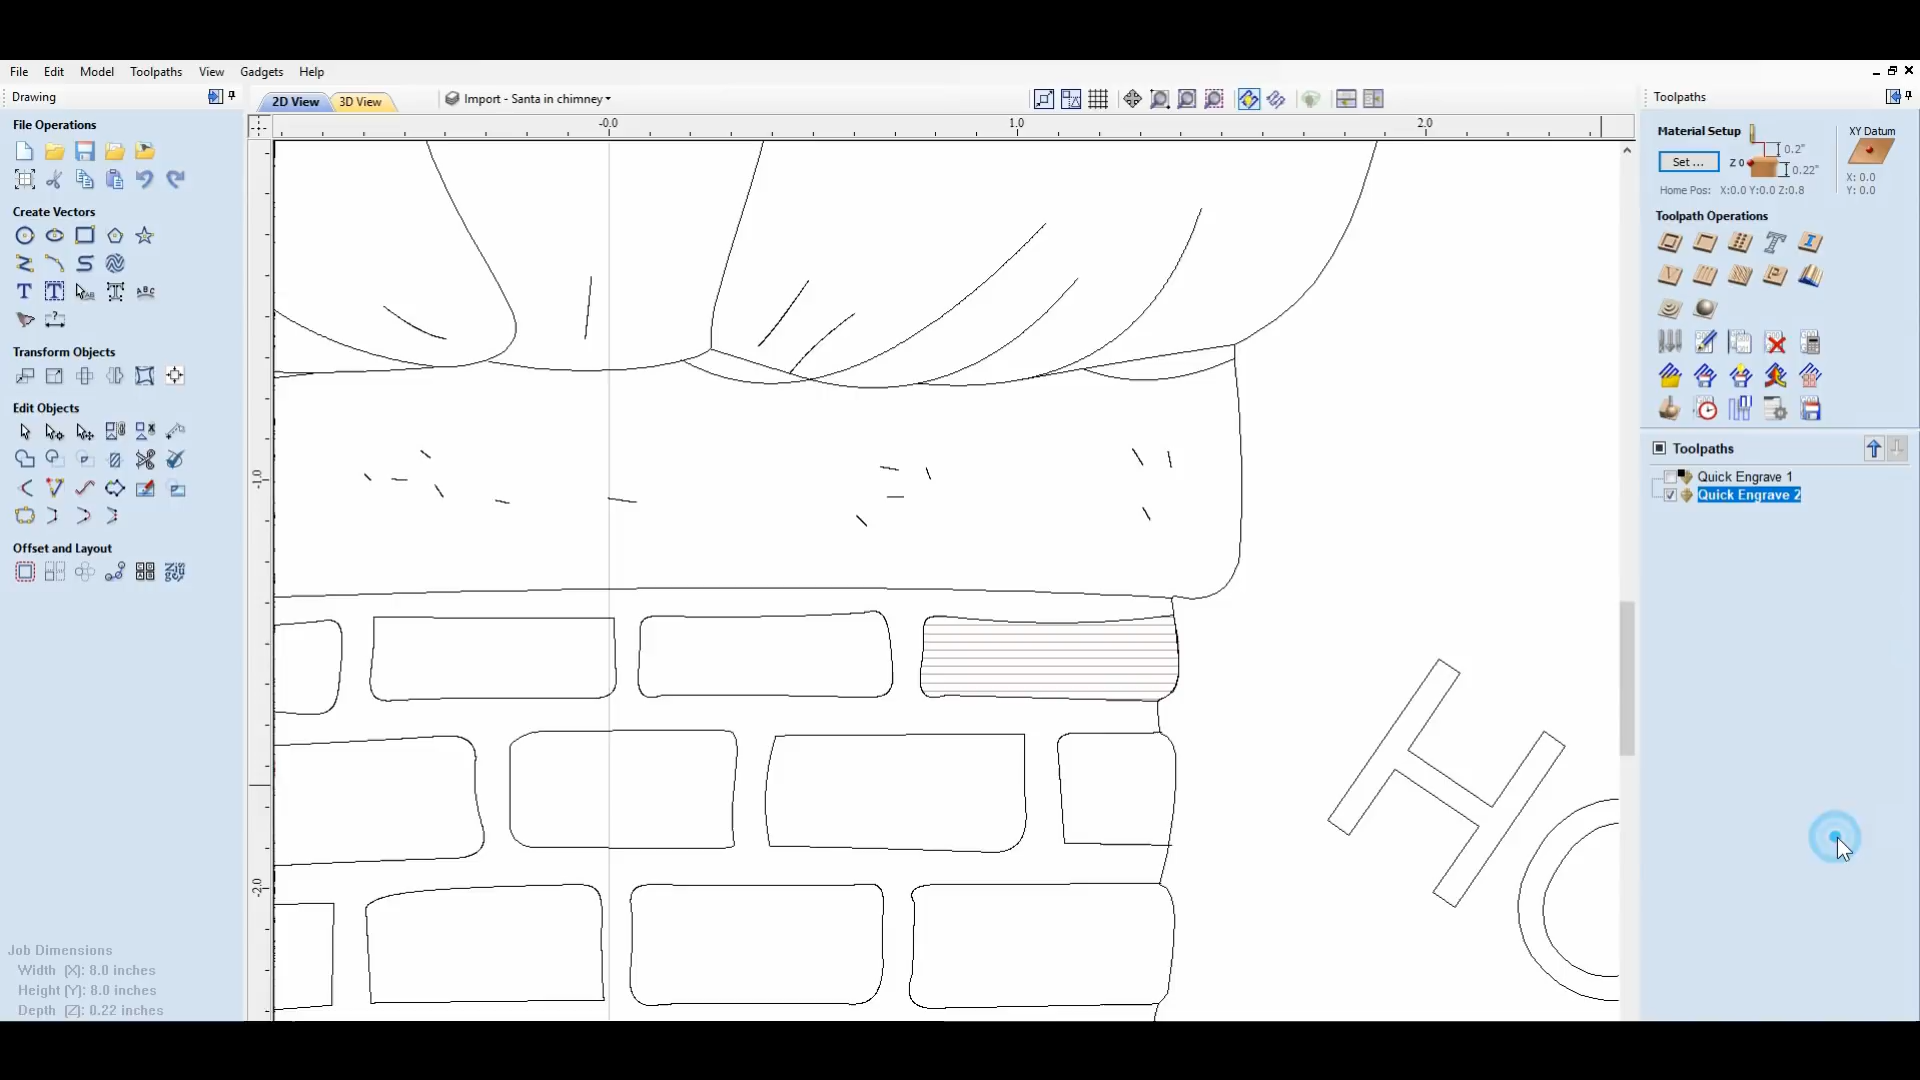 File Edit Model Toolpaths View Gadgets Help
Drawing
2D View 3D View Import - Santa in chimney
Toolpaths
File Operations
Create Vectors
Transform Objects
Edit Objects
Offset and Layout
Job Dimensions
Width (X): 8.0 inches
Height (Y): 8.0 inches
Depth (Z): 0.22 inches
-0.0 1.0 2.0
-1.0
-2.0
HO
Material Setup
Set ...
Z 0
0.2"
0.22"
XY Datum
X: 0.0
Y: 0.0
Home Pos: X:0.0 Y:0.0 Z:0.8
Toolpath Operations
Toolpaths
Quick Engrave 1
Quick Engrave 2